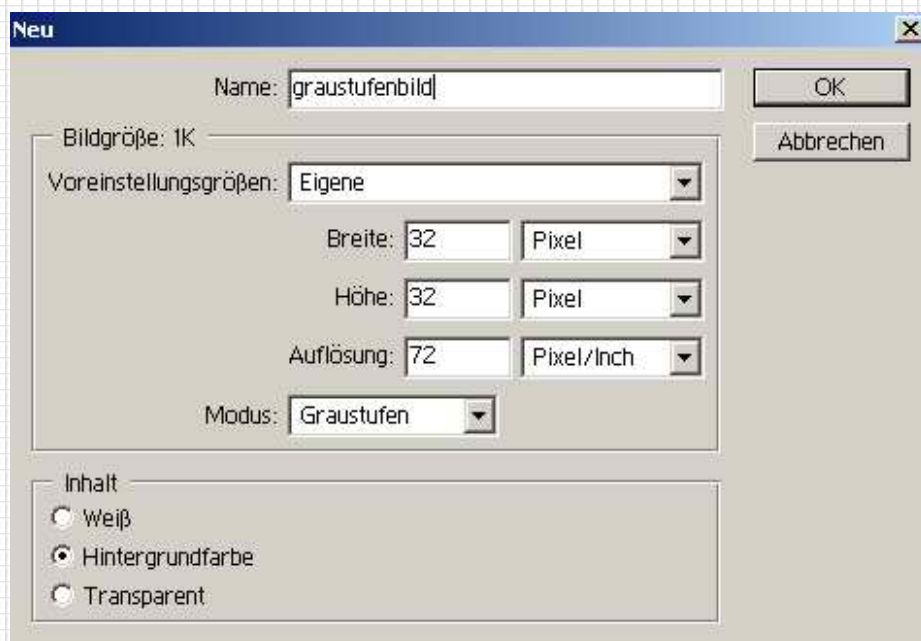 Neu
Name: graustufenbild
OK
Bildgröße: 1K
Abbrechen
Voreinstellungsgrößen: Eigene
Breite: 32 Pixel
Höhe: 32 Pixel
Auflösung: 72 Pixel/Inch
Modus: Graustufen
Inhalt
Weiß
Hintergrundfarbe
Transparent